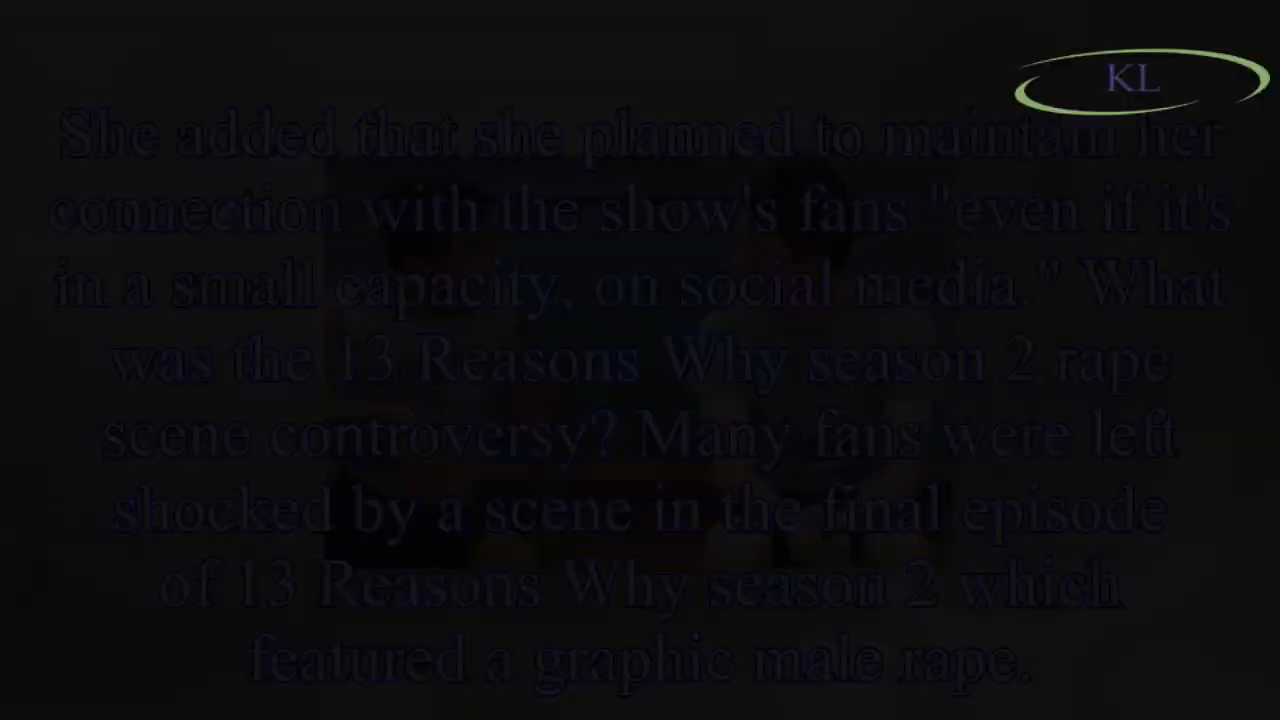 KL
She added that she planned to maintain her
connection with the show's fans "even if it's
in a small capacity, on social media." What
was the 13 Reasons Why season 2 rape
scene controversy? Many fans were left
shocked by a scene in the final episode
of 13 Reasons Why season 2 which
featured a graphic male rape.